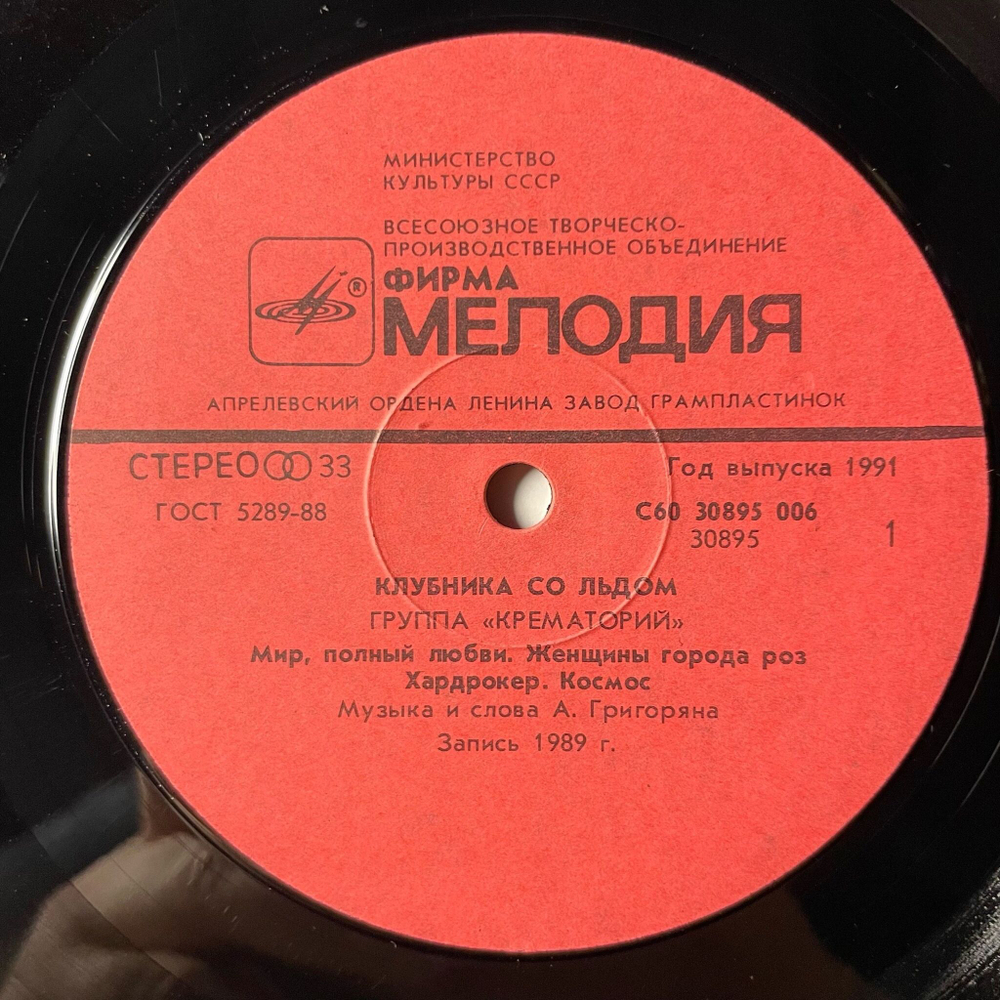 МИНИСТЕРСТВО
КУЛЬТУРЫ СССР
ВСЕСОЮЗНОЕ ТВОРЧЕСКО-
ПРОИЗВОДСТВЕННОЕ ОБЪЕДИНЕНИЕ
®
ФИРМА
МЕЛОДИЯ
АПРЕЛЕВСКИЙ ОРДЕНА ЛЕНИНА ЗАВОД ГРАМПЛАСТИНОК
СТЕРЕО 33
Год выпуска 1991
ГОСТ 5289-88
С60 30895 006
30895
1
КЛУБНИКА СО ЛЬДОМ
ГРУППА «КРЕМАТОРИЙ»
Мир, полный любви. Женщины города роз
Хардрокер. Космос
Музыка и слова А. Григоряна
Запись 1989 г.